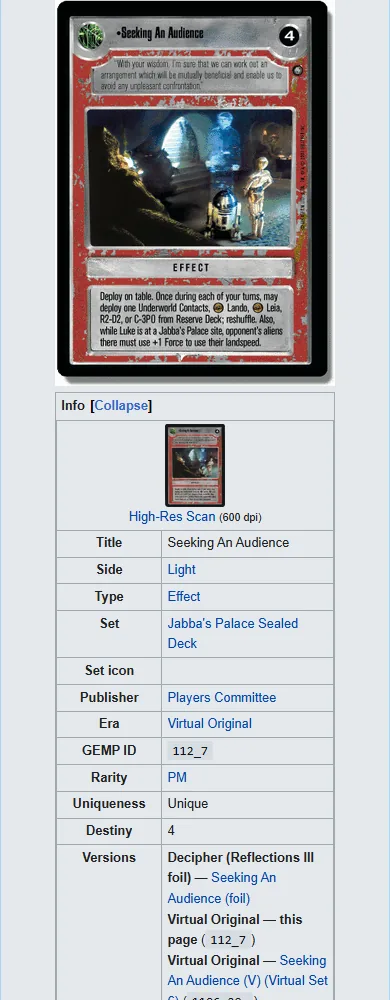 •Seeking An Audience
4
"With your wisdom, I'm sure that we can work out an
arrangement which will be mutually beneficial and enable us to
avoid any unpleasant confrontation."
EFFECT
Deploy on table. Once during each of your turns, may
deploy one Underworld Contacts, Lando, Leia,
R2-D2, or C-3PO from Reserve Deck; reshuffle. Also,
while Luke is at a Jabba's Palace site, opponent's aliens
there must use +1 Force to use their landspeed.
Info [Collapse]
High-Res Scan (600 dpi)
Title Seeking An Audience
Side Light
Type Effect
Set Jabba's Palace Sealed
Deck
Set icon
Publisher Players Committee
Era Virtual Original
GEMP ID 112_7
Rarity PM
Uniqueness Unique
Destiny 4
Versions Decipher (Reflections III
foil) — Seeking An
Audience (foil)
Virtual Original — this
page ( 112_7 )
Virtual Original — Seeking
An Audience (V) (Virtual Set